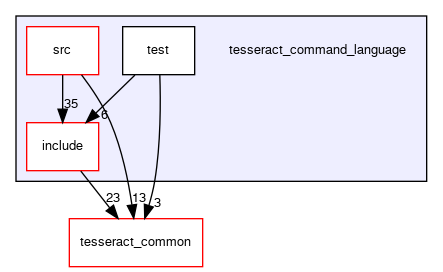 src
test
tesseract_command_language
35
6
include
23
13
3
tesseract_common